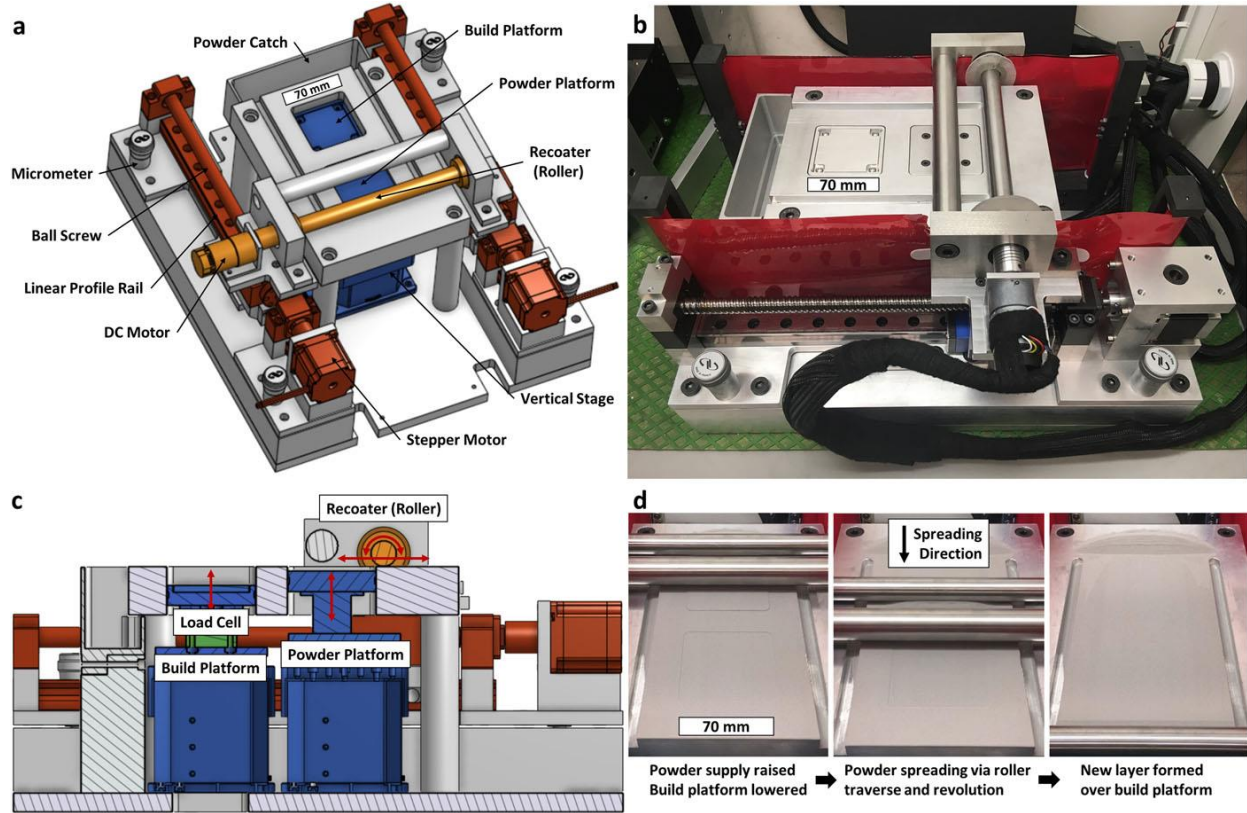 a
Powder Catch
Build Platform
70 mm
Powder Platform
Micrometer
Recoater
(Roller)
Ball Screw
Linear Profile Rail
DC Motor
Vertical Stage
Stepper Motor
b
70 mm
c
Recoater (Roller)
Load Cell
Build Platform
Powder Platform
d
Spreading
Direction
70 mm
Powder supply raised
Build platform lowered
Powder spreading via roller
traverse and revolution
New layer formed
over build platform